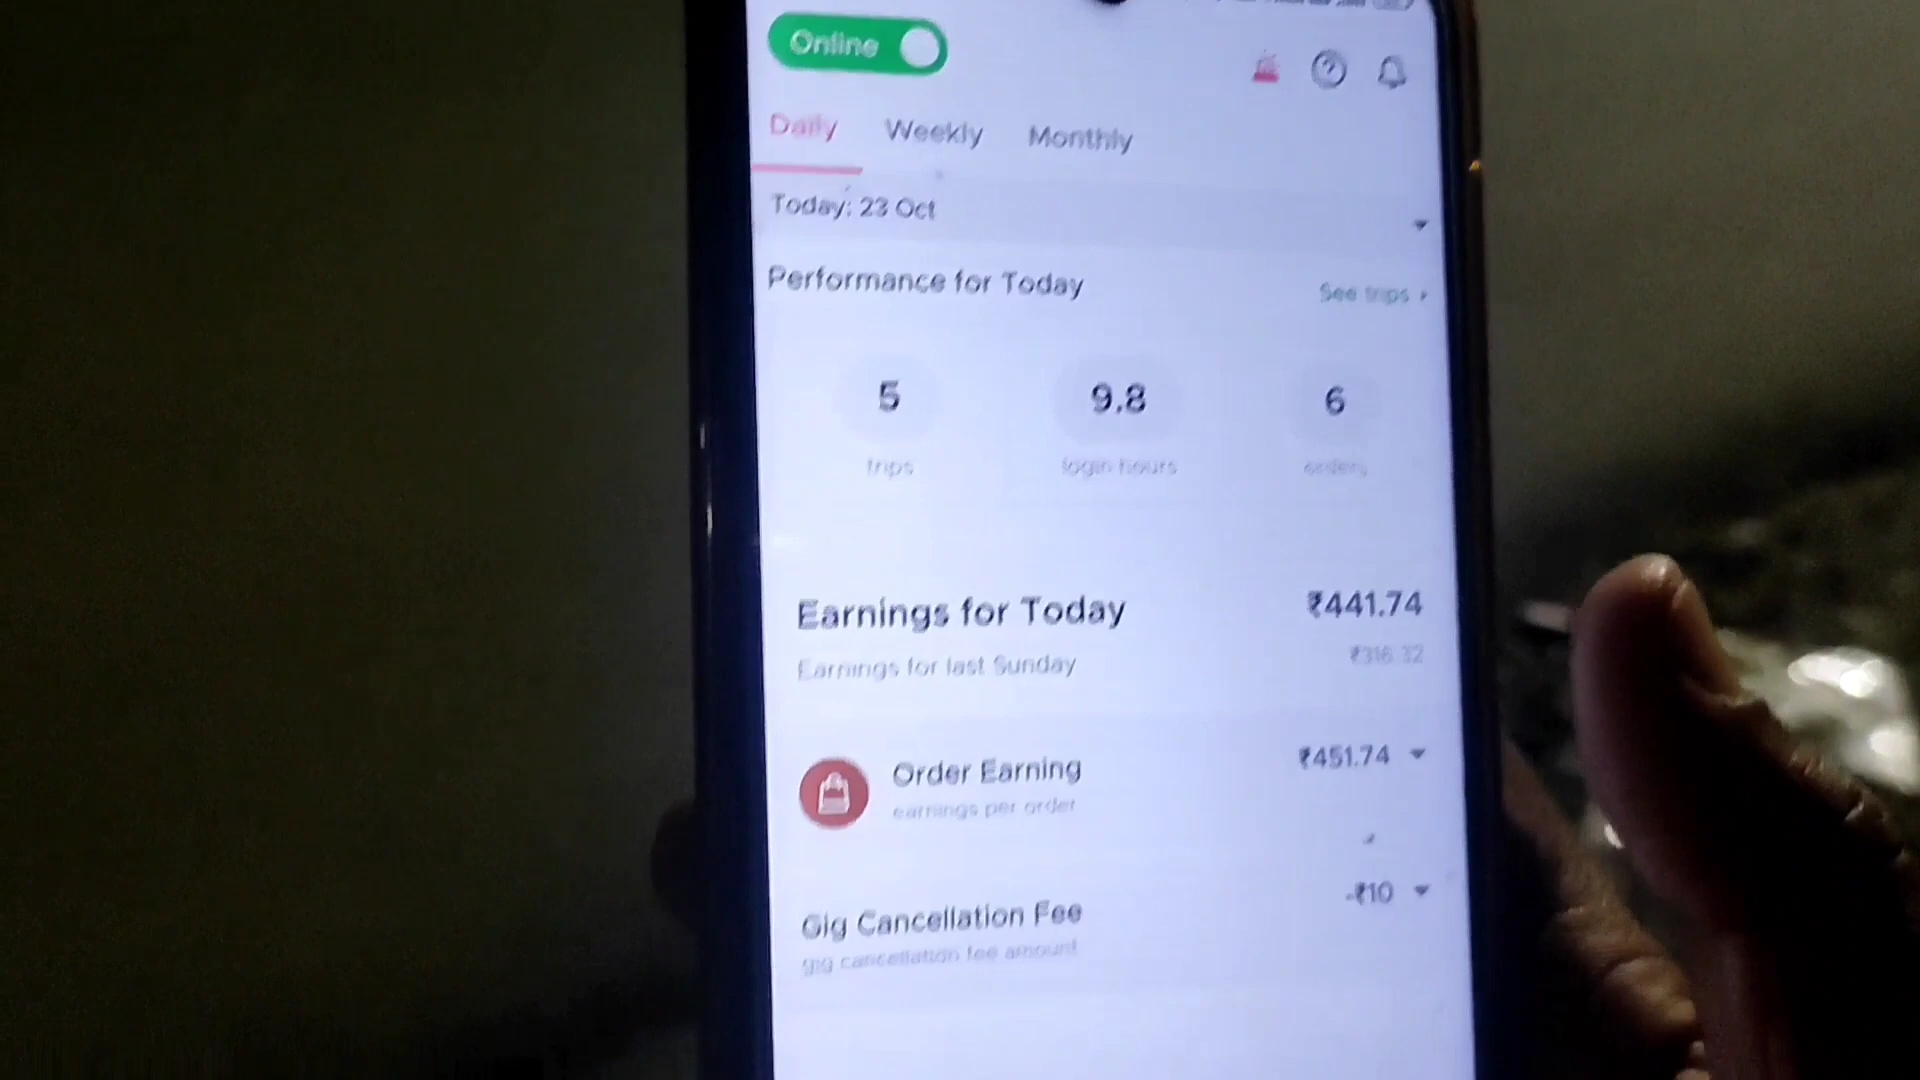 Online
Daily Weekly Monthly
Today: 23 Oct
Performance for Today See trips
5 9.8 6
trips login hours orders
Earnings for Today ₹441.74
Earnings for last Sunday ₹316.32
Order Earning ₹451.74
earnings per order
Gig Cancellation Fee -₹10
gig cancellation fee amount